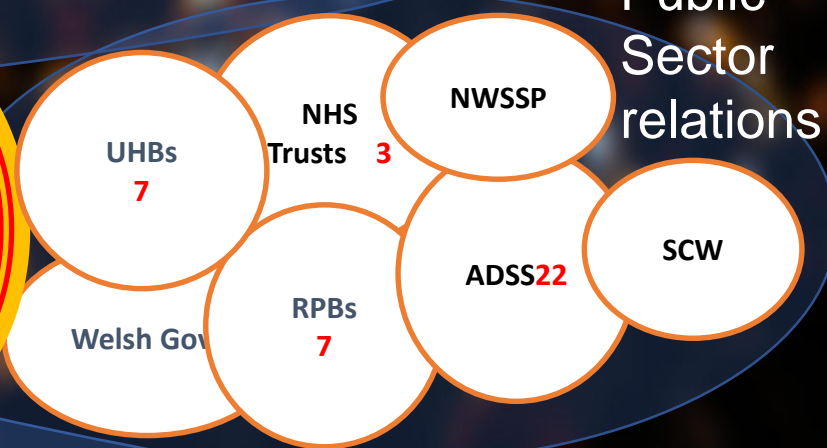 Sector
relations
NWSSP
NHS
Trusts 3
UHBs
7
SCW
ADSS22
RPBs
7
Welsh Gov